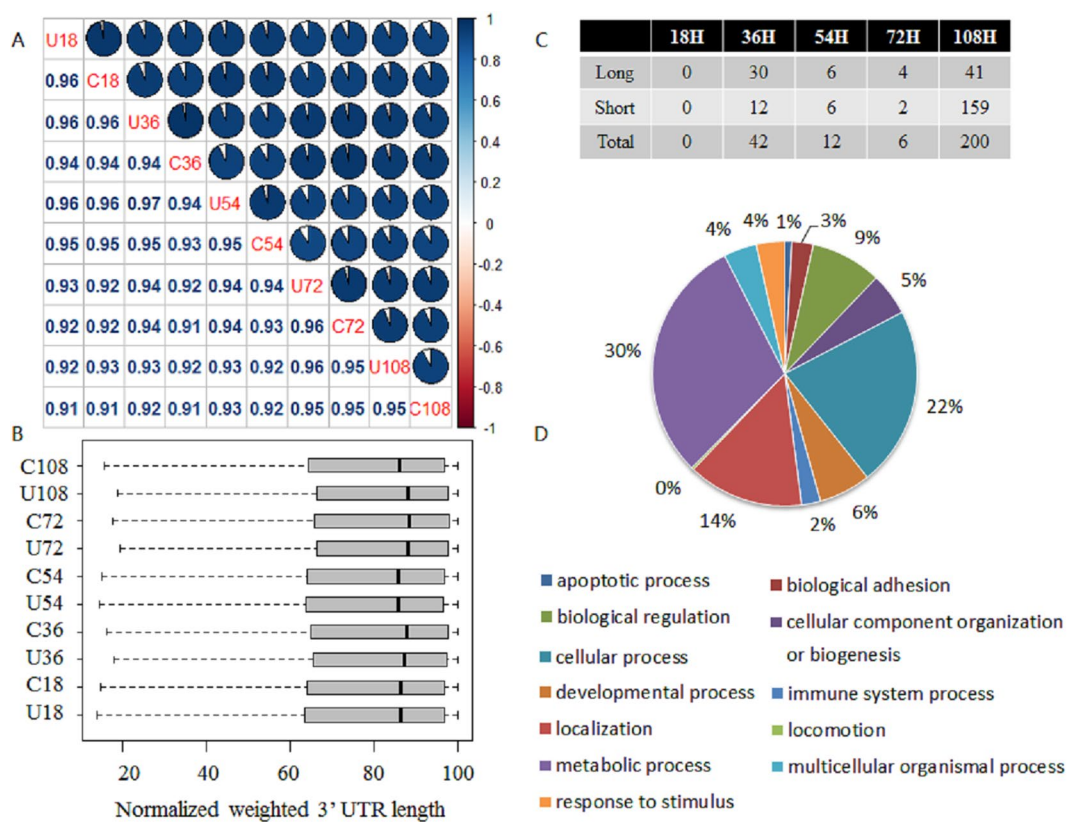 A
U18
0.96 C18
0.96 0.96 U36
0.94 0.94 0.94 C36
0.96 0.96 0.97 0.94 U54
0.95 0.95 0.95 0.93 0.95 C54
0.93 0.92 0.94 0.92 0.94 0.94 U72
0.92 0.92 0.94 0.91 0.94 0.93 0.96 C72
0.92 0.93 0.93 0.92 0.93 0.92 0.96 0.95 U108
0.91 0.91 0.92 0.91 0.93 0.92 0.95 0.95 0.95 C108
1
0.8
0.6
0.4
0.2
0
-0.2
-0.4
-0.6
-0.8
-1
B
C108
U108
C72
U72
C54
U54
C36
U36
C18
U18
20 40 60 80 100
Normalized weighted 3' UTR length
C
18H 36H 54H 72H 108H
Long 0 30 6 4 41
Short 0 12 6 2 159
Total 0 42 12 6 200
D
1%
3%
9%
5%
22%
6%
2%
14%
0%
30%
4%
4%
apoptotic process
biological adhesion
biological regulation
cellular component organization
or biogenesis
cellular process
developmental process
immune system process
localization
locomotion
metabolic process
multicellular organismal process
response to stimulus